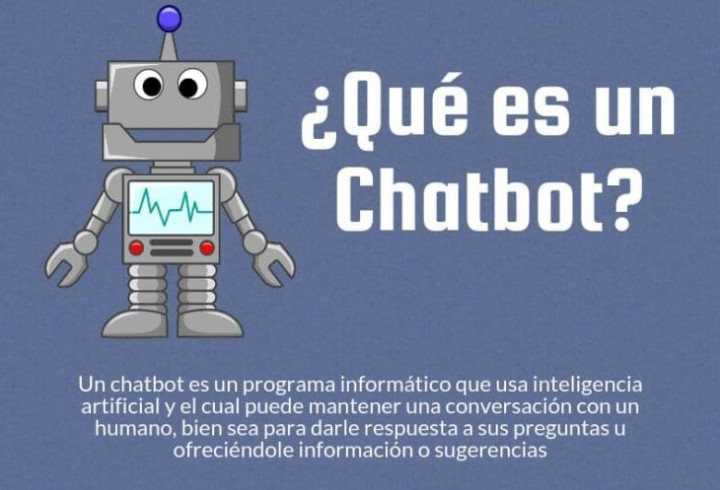 ¿Qué es un
Chatbot?
Un chatbot es un programa informático que usa inteligencia
artificial y el cual puede mantener una conversación con un
humano, bien sea para darle respuesta a sus preguntas u
ofreciéndole información o sugerencias